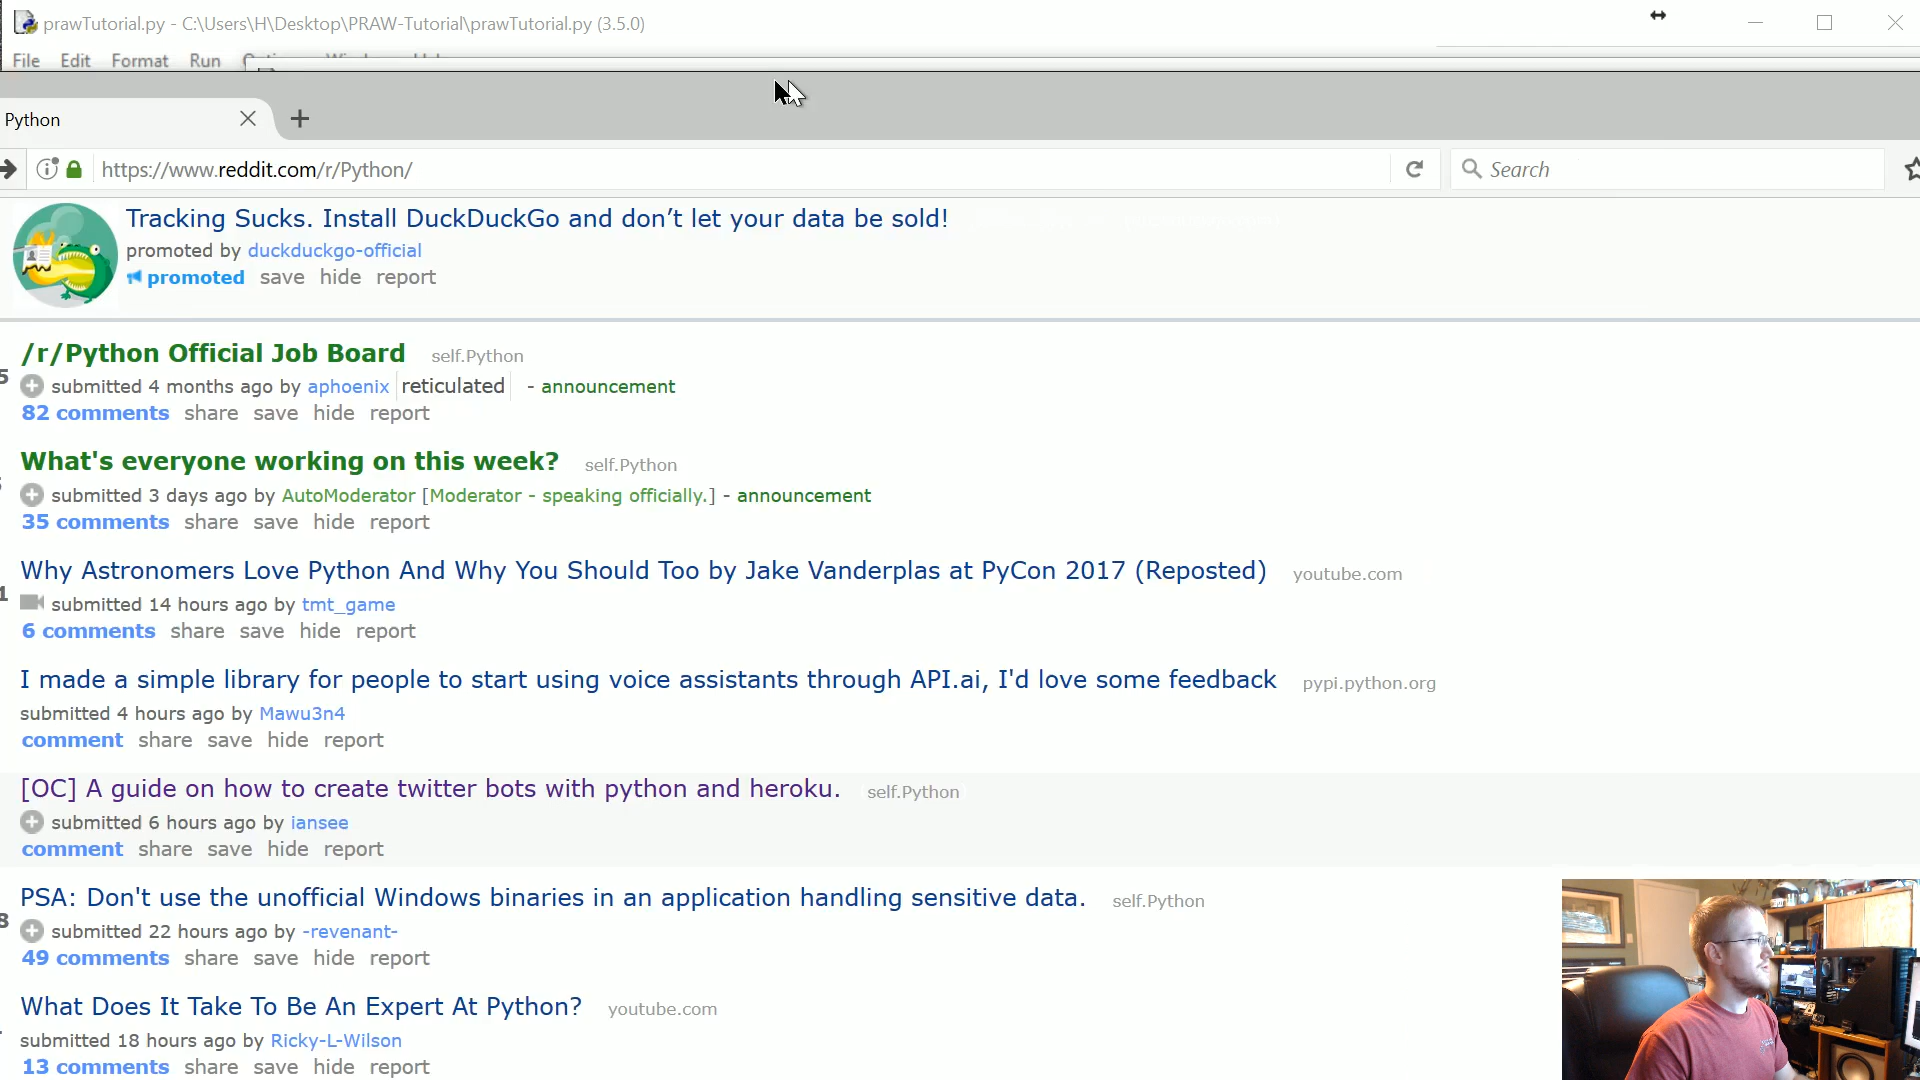 prawTutorial.py - C:\Users\H\Desktop\PRAW-Tutorial\prawTutorial.py (3.5.0)
File Edit Format Run
Python
https://www.reddit.com/r/Python/
Search
Tracking Sucks. Install DuckDuckGo and don’t let your data be sold!
promoted by duckduckgo-official
promoted save hide report
/r/Python Official Job Board self.Python
5
submitted 4 months ago by aphoenix reticulated - announcement
82 comments share save hide report
What's everyone working on this week? self.Python
submitted 3 days ago by AutoModerator [Moderator - speaking officially.] - announcement
35 comments share save hide report
Why Astronomers Love Python And Why You Should Too by Jake Vanderplas at PyCon 2017 (Reposted) youtube.com
1
submitted 14 hours ago by tmt_game
6 comments share save hide report
I made a simple library for people to start using voice assistants through API.ai, I'd love some feedback pypi.python.org
submitted 4 hours ago by Mawu3n4
comment share save hide report
[OC] A guide on how to create twitter bots with python and heroku. self.Python
submitted 6 hours ago by iansee
comment share save hide report
PSA: Don't use the unofficial Windows binaries in an application handling sensitive data. self.Python
8
submitted 22 hours ago by -revenant-
49 comments share save hide report
What Does It Take To Be An Expert At Python? youtube.com
submitted 18 hours ago by Ricky-L-Wilson
13 comments share save hide report